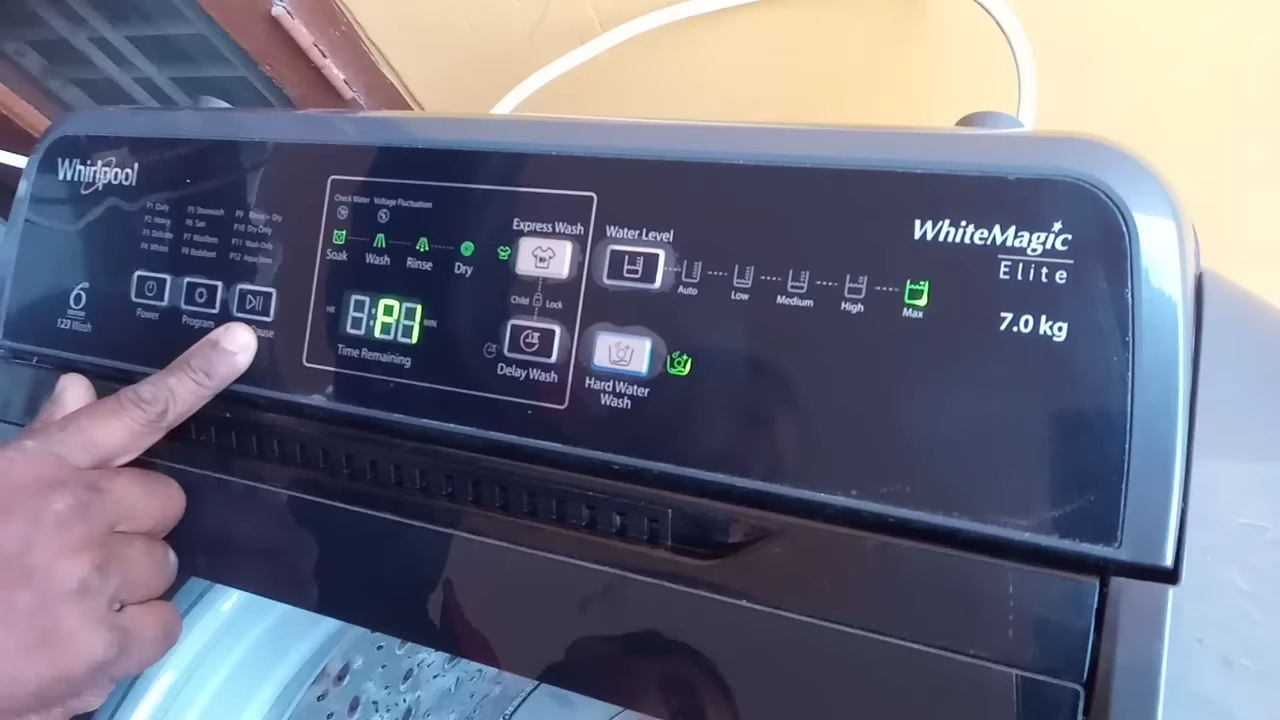 Whirlpool
P1 Daily
P2 Heavy
P3 Delicate
P4 Whites
P5 Stainwash
P6 Sari
P7 Woollens
P8 Bedsheet
P9 Rinse+Dry
P10 Dry Only
P11 Wash Only
P12 Aqua Store
6
123 Wash
Power
Program
Pause
Check Water
Voltage Fluctuation
Soak
Wash
Rinse
Dry
HR
P1
MIN
Time Remaining
Express Wash
Child Lock
Delay Wash
Water Level
Auto
Low
Medium
High
Max
Hard Water
Wash
WhiteMagic
Elite
7.0 kg